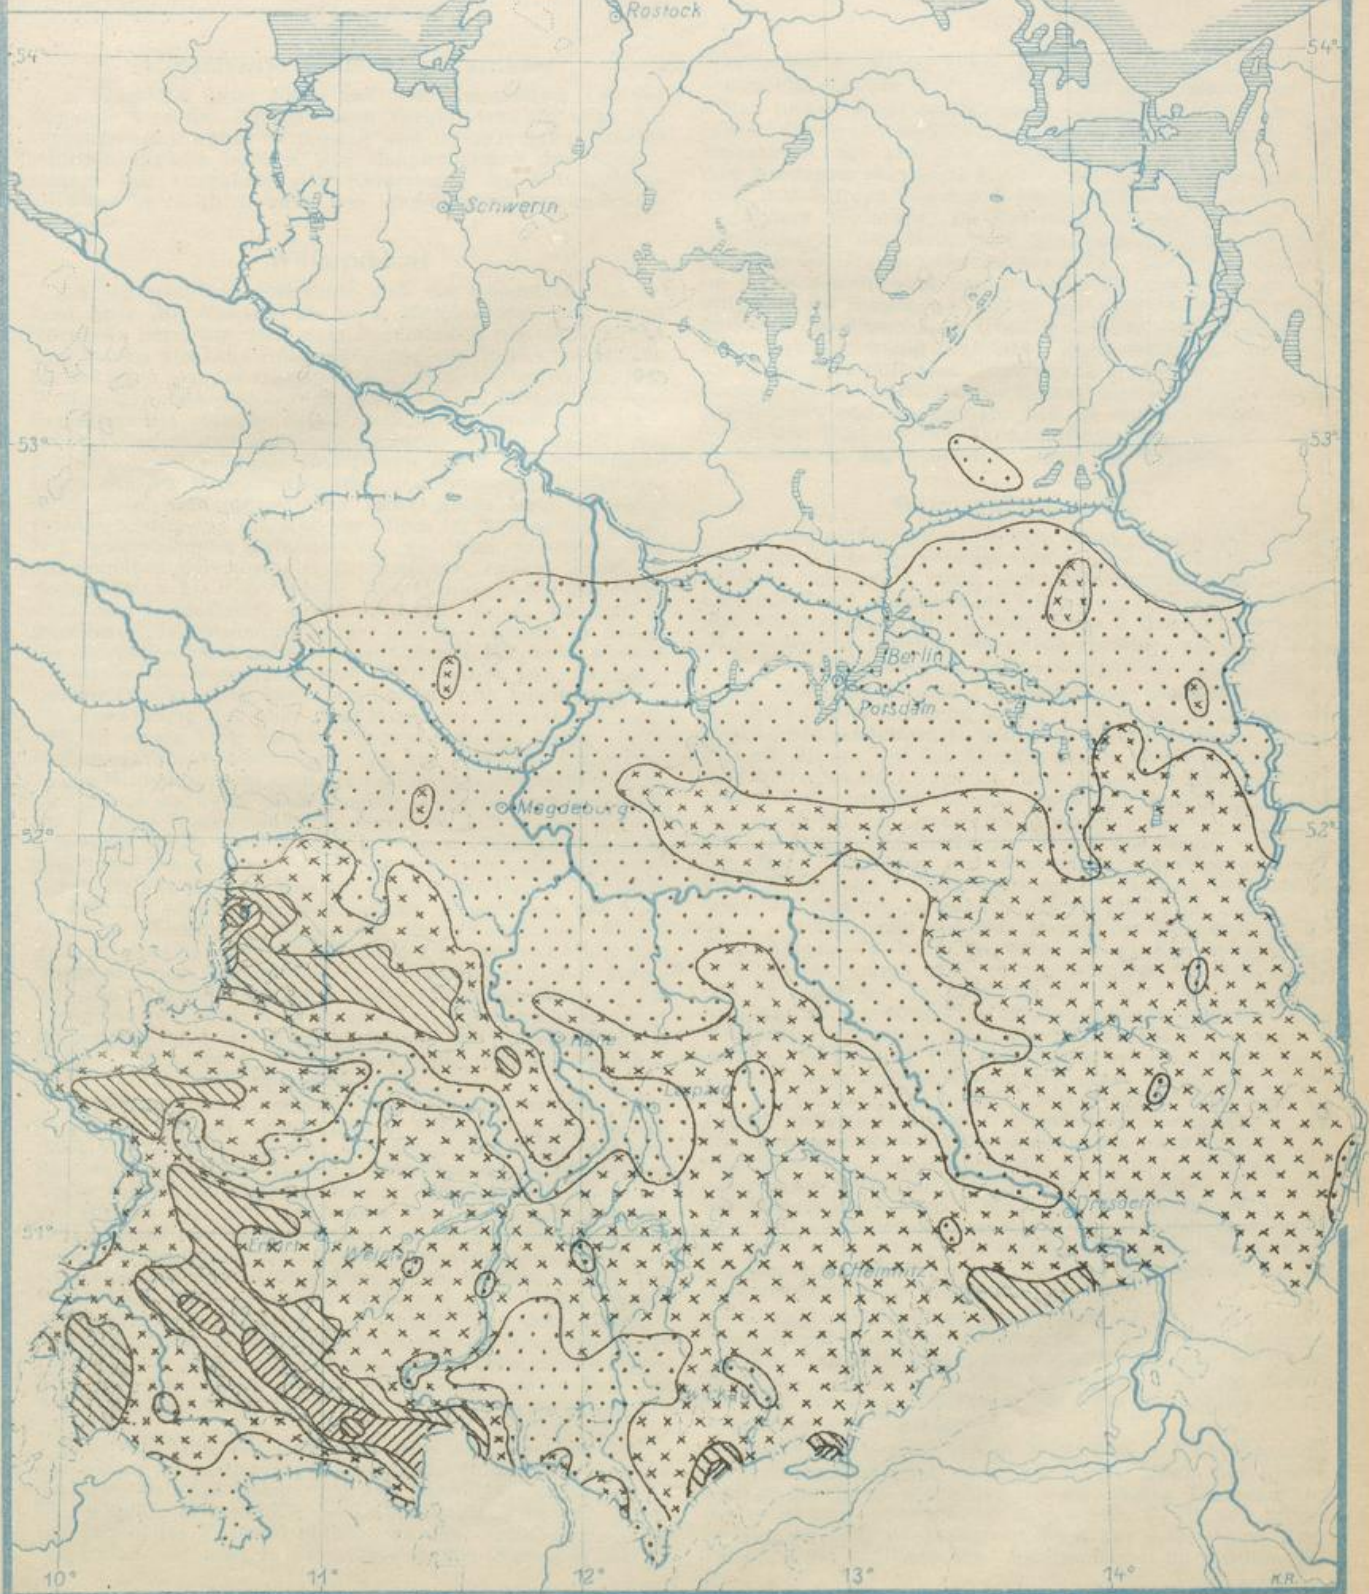 Rostock
54°
54°
Schwerin
53°
53°
Berlin
Potsdam
Magdeburg
52°
52°
Leipzig
51°
Dresden
Erfurt
Weimar
Chemnitz
10°
11°
12°
13°
14°
K.R.